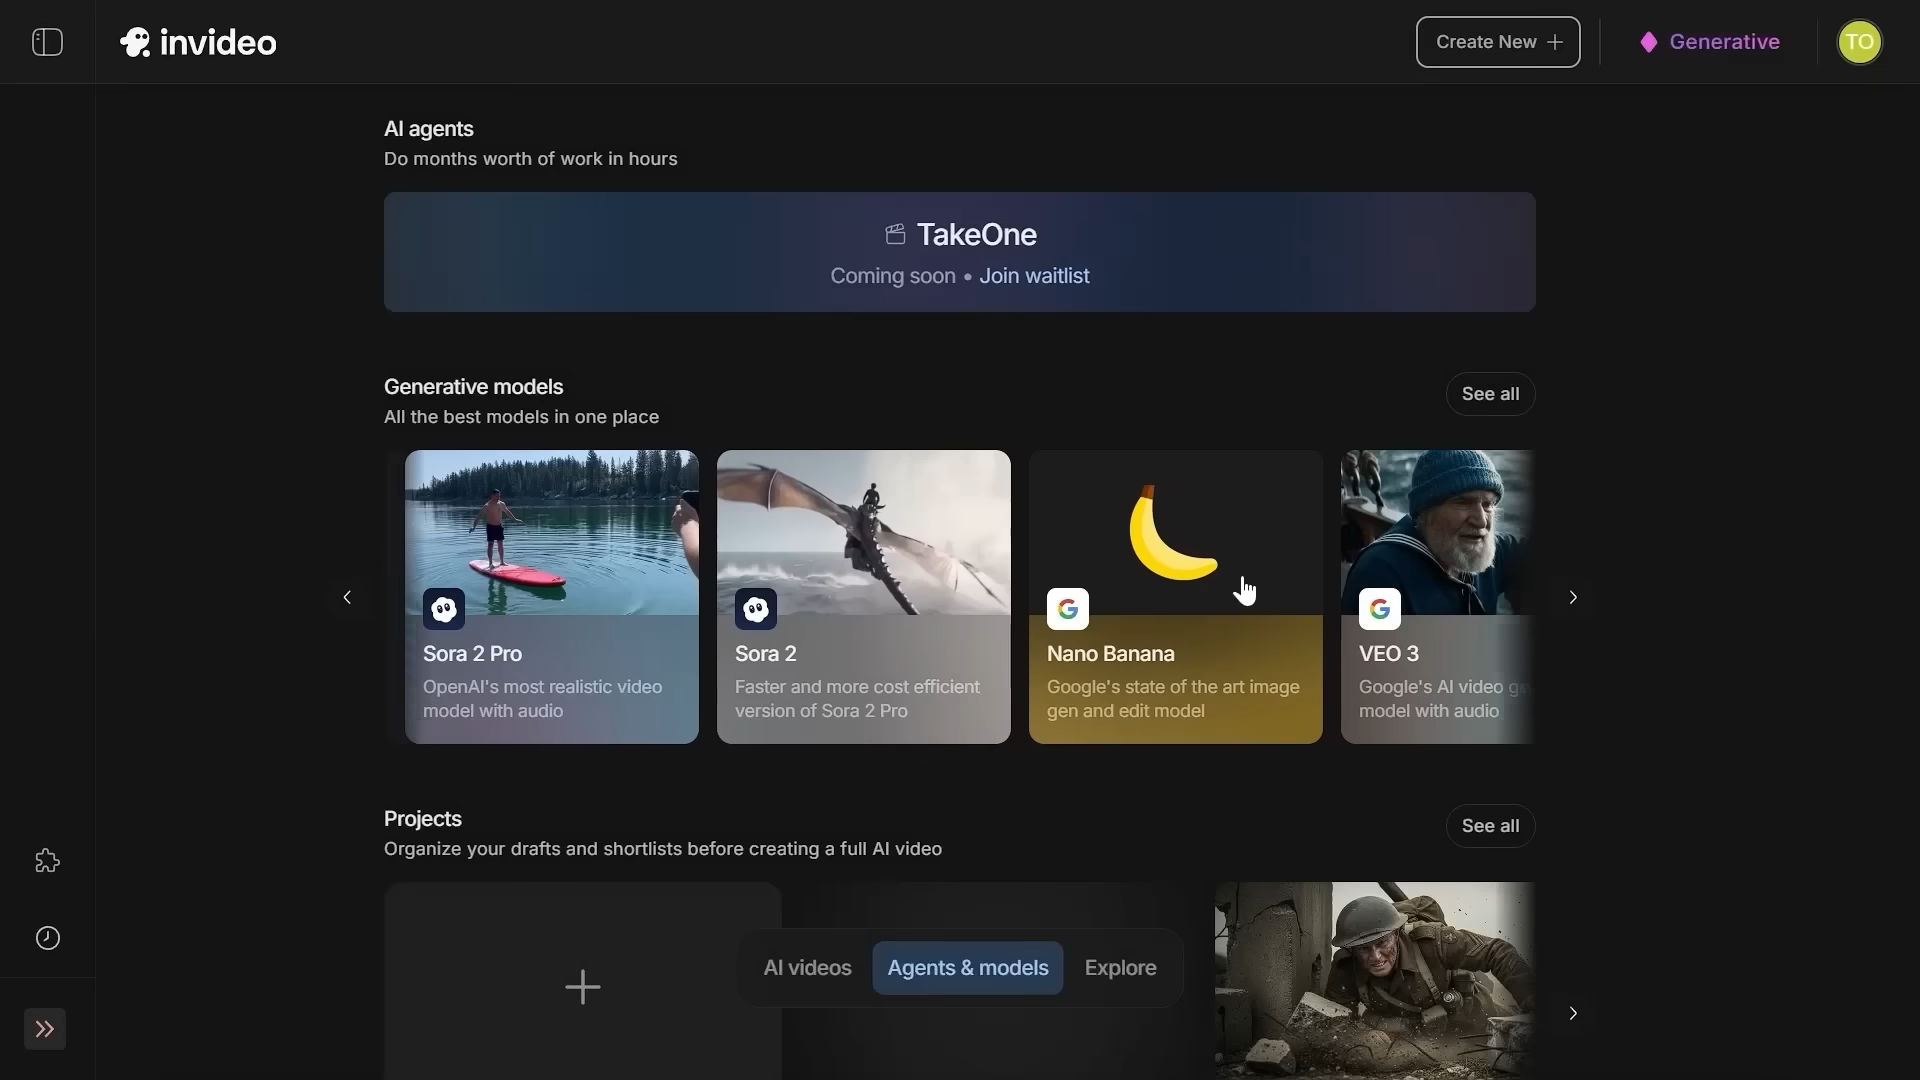 invideo
Create New
Generative
TO
AI agents
Do months worth of work in hours
TakeOne
Coming soon • Join waitlist
Generative models
See all
All the best models in one place
Sora 2 Pro
OpenAI's most realistic video
model with audio
Sora 2
Faster and more cost efficient
version of Sora 2 Pro
Nano Banana
Google's state of the art image
gen and edit model
VEO 3
Google's AI video
model with audio
Projects
See all
Organize your drafts and shortlists before creating a full AI video
AI videos
Agents & models
Explore